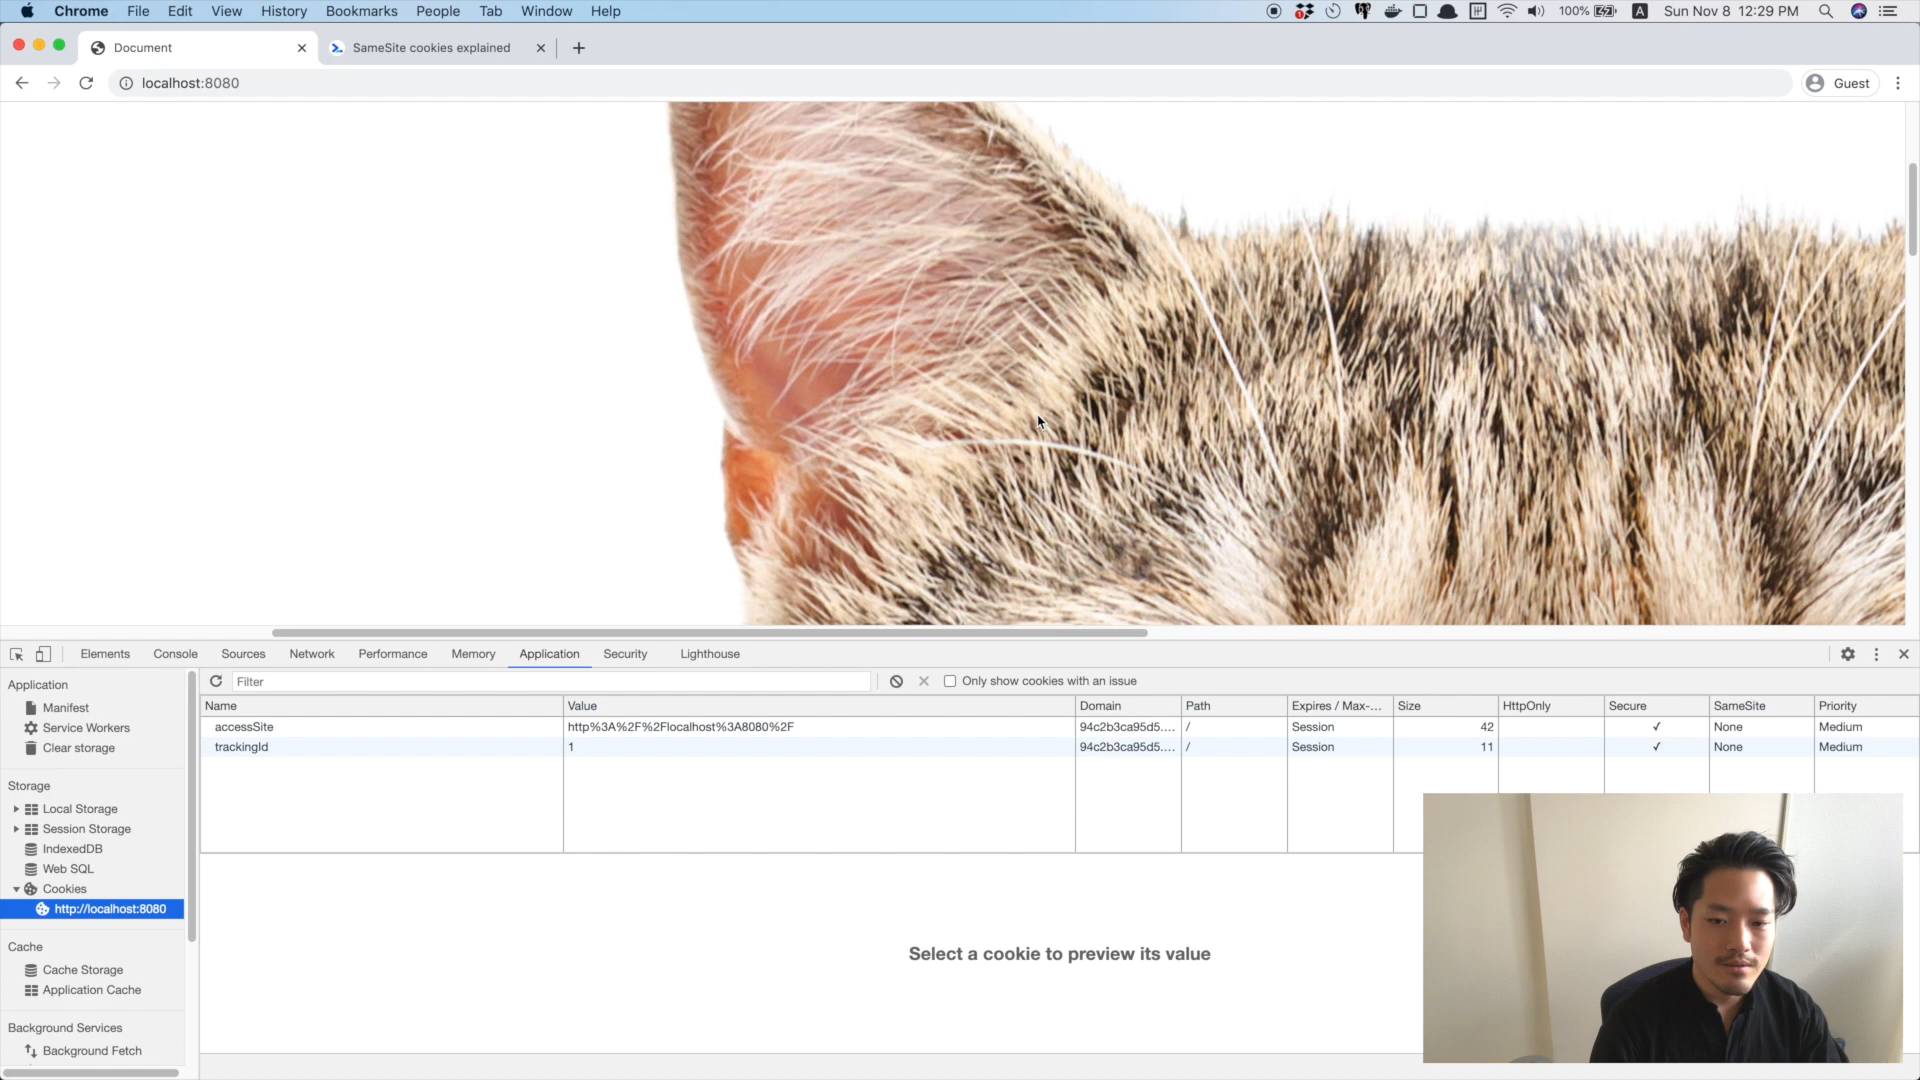 Chrome File Edit View History Bookmarks People Tab Window Help 1 100% A Sun Nov 8 12:29 PM
Document SameSite cookies explained
localhost:8080 Guest
Elements Console Sources Network Performance Memory Application Security Lighthouse
Application
Manifest
Service Workers
Clear storage
Storage
Local Storage
Session Storage
IndexedDB
Web SQL
Cookies
http://localhost:8080
Cache
Cache Storage
Application Cache
Background Services
Background Fetch
Filter Only show cookies with an issue
Name Value Domain Path Expires / Max-... Size HttpOnly Secure SameSite Priority
accessSite http%3A%2F%2Flocalhost%3A8080%2F 94c2b3ca95d5.... / Session 42 ✓ None Medium
trackingId 1 94c2b3ca95d5.... / Session 11 ✓ None Medium
Select a cookie to preview its value